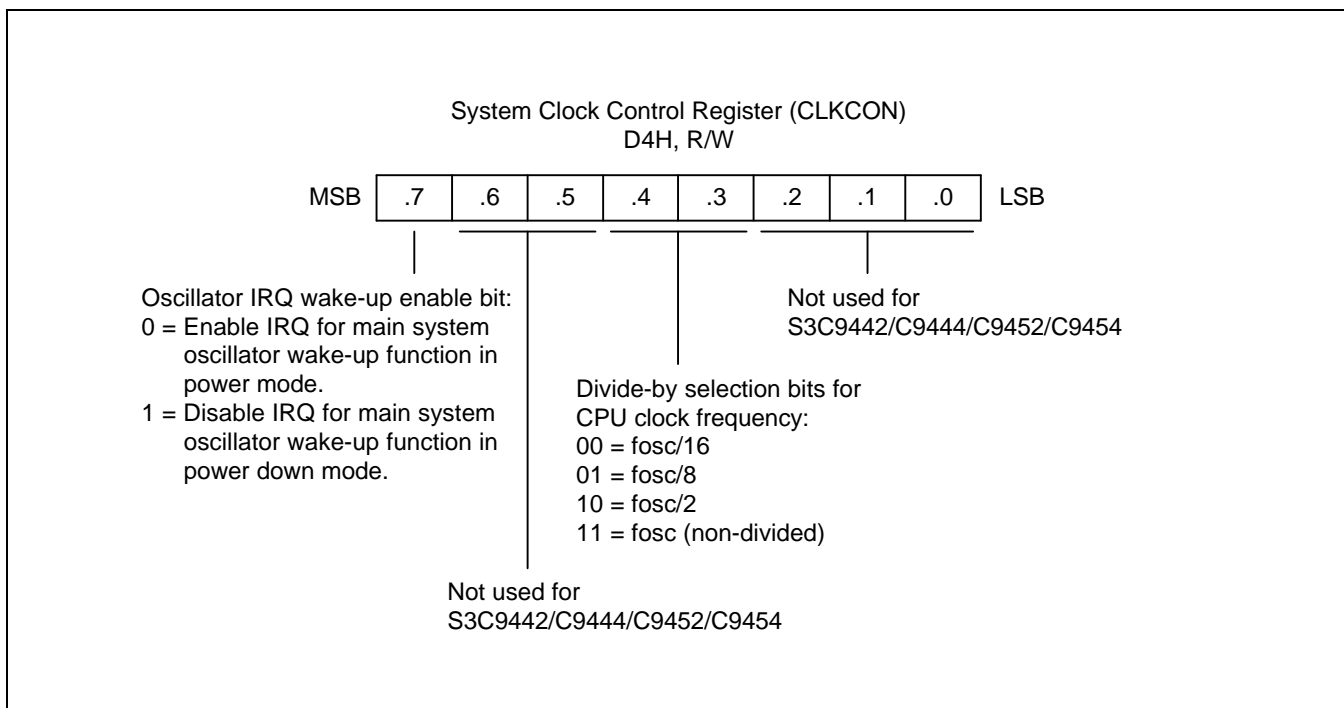 System Clock Control Register (CLKCON)
D4H, R/W
MSB .7 .6 .5 .4 .3 .2 .1 .0 LSB
Oscillator IRQ wake-up enable bit:
0 = Enable IRQ for main system
oscillator wake-up function in
power mode.
1 = Disable IRQ for main system
oscillator wake-up function in
power down mode.
Not used for
S3C9442/C9444/C9452/C9454
Divide-by selection bits for
CPU clock frequency:
00 = fosc/16
01 = fosc/8
10 = fosc/2
11 = fosc (non-divided)
Not used for
S3C9442/C9444/C9452/C9454